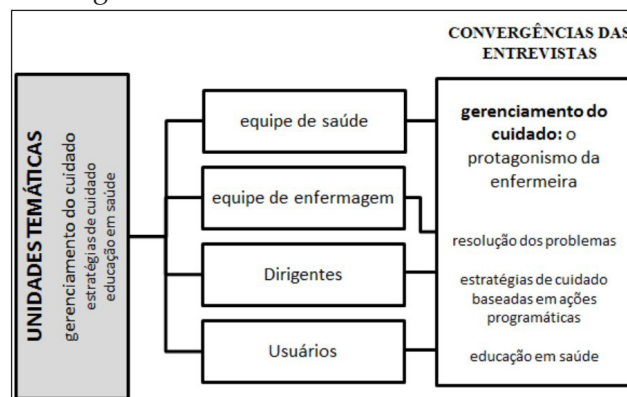 CONVERGÊNCIAS DAS
ENTREVISTAS
UNIDADES TEMÁTICAS
gerenciamento do cuidado
estratégias de cuidado
educação em saúde
equipe de saúde
equipe de enfermagem
Dirigentes
Usuários
gerenciamento do
cuidado: o
protagonismo da
enfermeira
resolução dos problemas
estratégias de cuidado
baseadas em ações
programáticas
educação em saúde